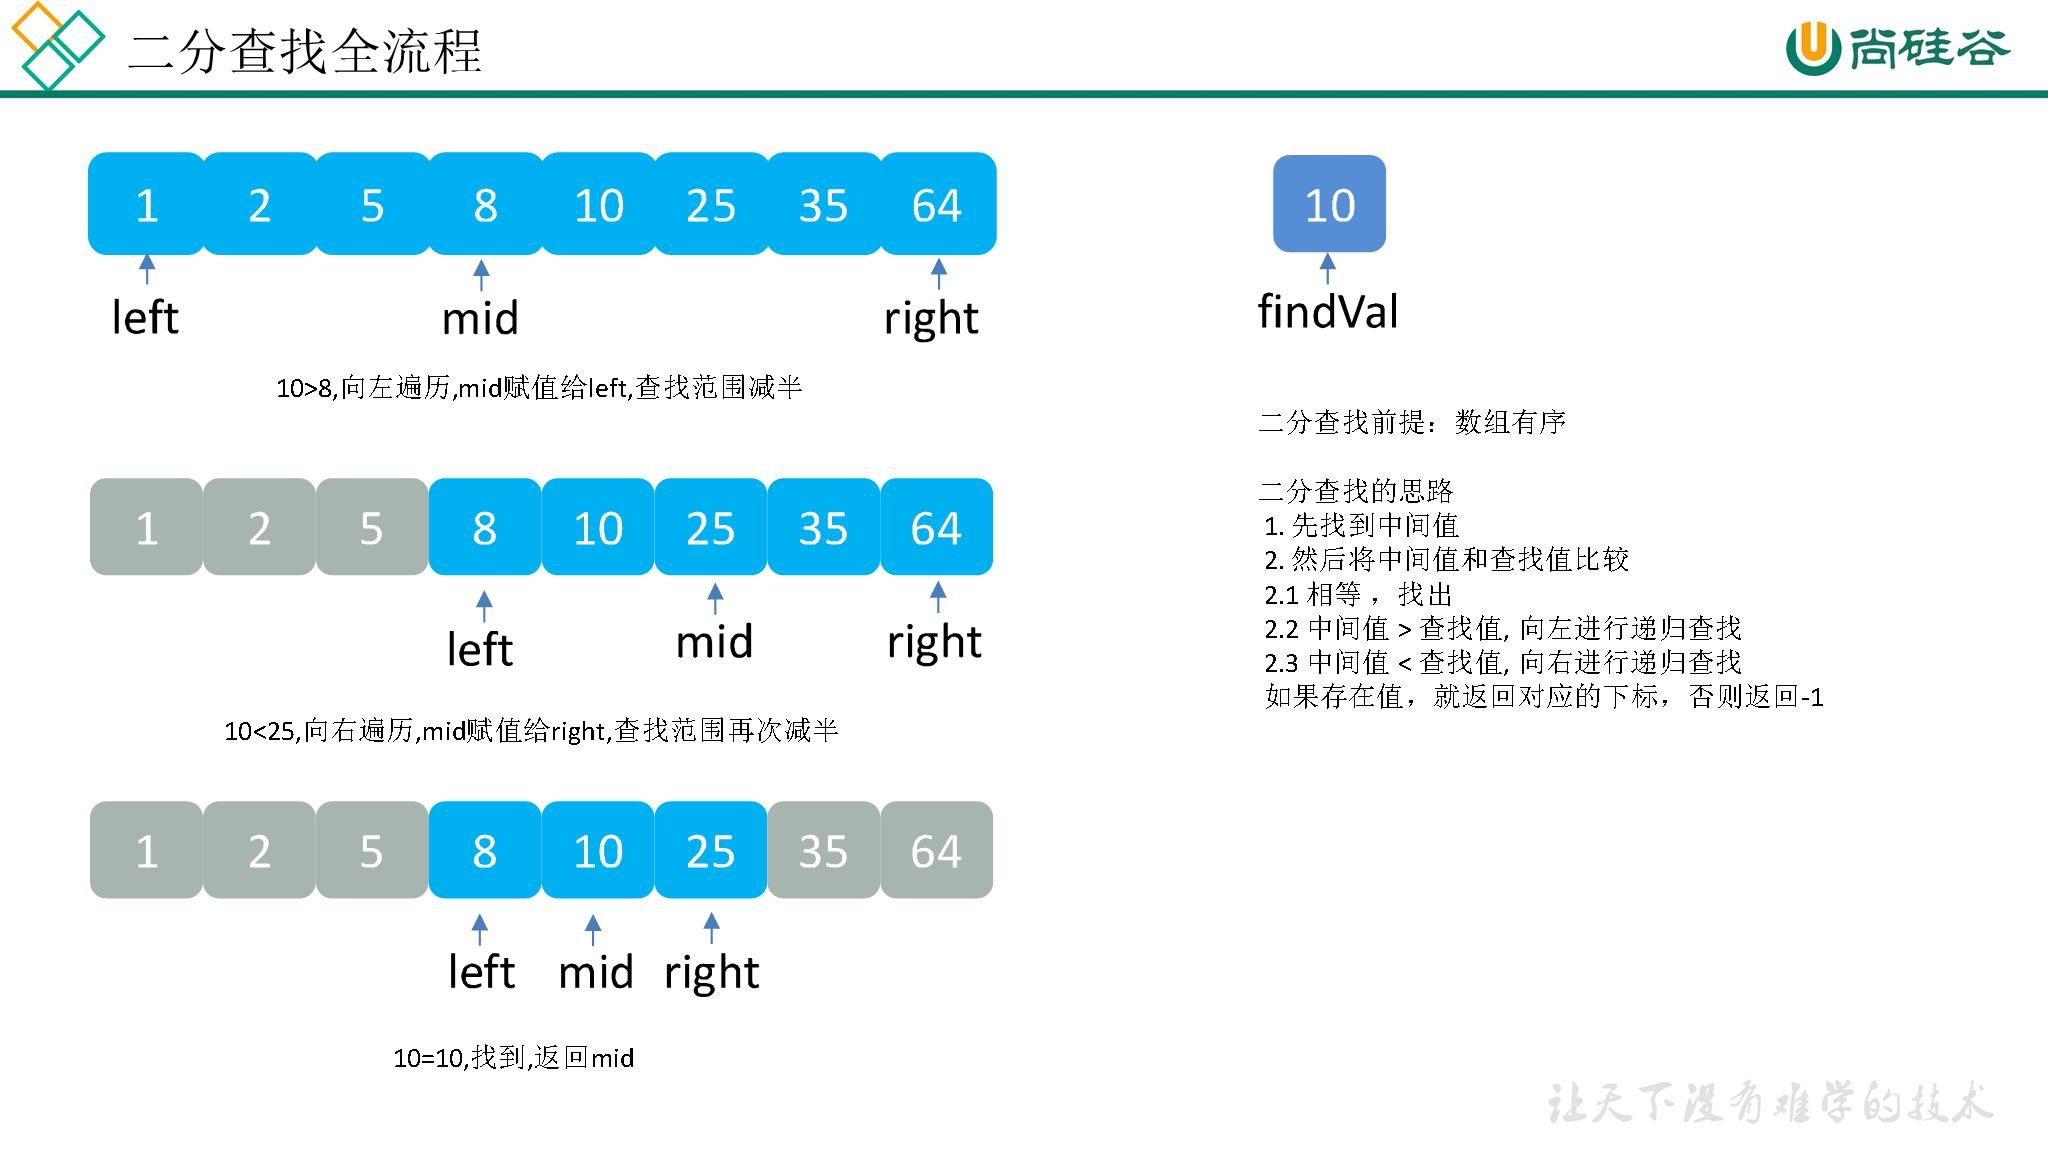 二分查找全流程
尚硅谷
1 2 5 8 10 25 35 64
left mid right
10>8,向左遍历,mid赋值给left,查找范围减半
1 2 5 8 10 25 35 64
left mid right
10<25,向右遍历,mid赋值给right,查找范围再次减半
1 2 5 8 10 25 35 64
left mid right
10=10,找到,返回mid
10
findVal
二分查找前提：数组有序
二分查找的思路
1. 先找到中间值
2. 然后将中间值和查找值比较
2.1 相等，找出
2.2 中间值 > 查找值, 向左进行递归查找
2.3 中间值 < 查找值, 向右进行递归查找
如果存在值，就返回对应的下标，否则返回-1
让天下没有难学的技术